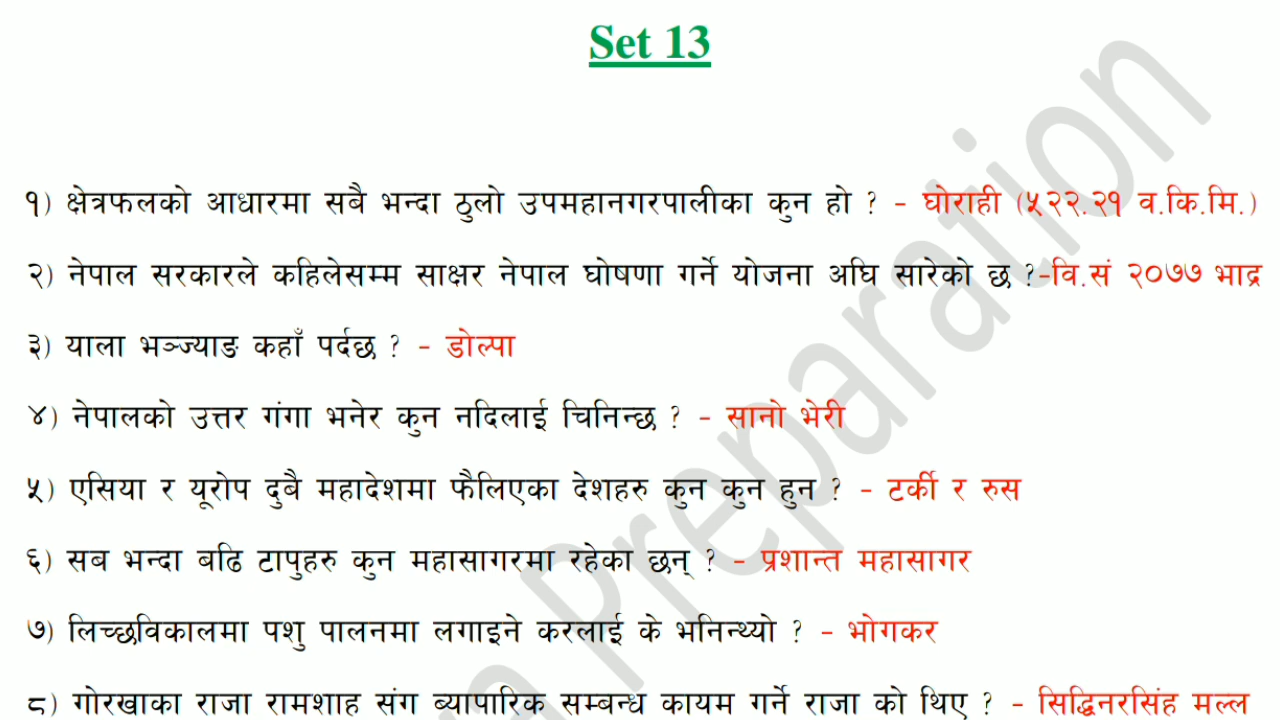 Set 13
१) क्षेत्रफलको आधारमा सबै भन्दा ठुलो उपमहानगरपालीका कुन हो ? - घोराही (५२२.२१ व.कि.मि.)
२) नेपाल सरकारले कहिलेसम्म साक्षर नेपाल घोषणा गर्ने योजना अघि सारेको छ ?-वि.सं २०७७ भाद्र
३) याला भञ्ज्याङ कहाँ पर्दछ ? - डोल्पा
४) नेपालको उत्तर गंगा भनेर कुन नदिलाई चिनिन्छ ? - सानो भेरी
५) एसिया र यूरोप दुबै महादेशमा फैलिएका देशहरु कुन कुन हुन ? - टर्की र रुस
६) सब भन्दा बढि टापुहरु कुन महासागरमा रहेका छन् ? - प्रशान्त महासागर
७) लिच्छविकालमा पशु पालनमा लगाइने करलाई के भनिन्थ्यो ? - भोगकर
८) गोरखाका राजा रामशाह संग ब्यापारिक सम्बन्ध कायम गर्ने राजा को थिए ? - सिद्धिनरसिंह मल्ल
Preparation